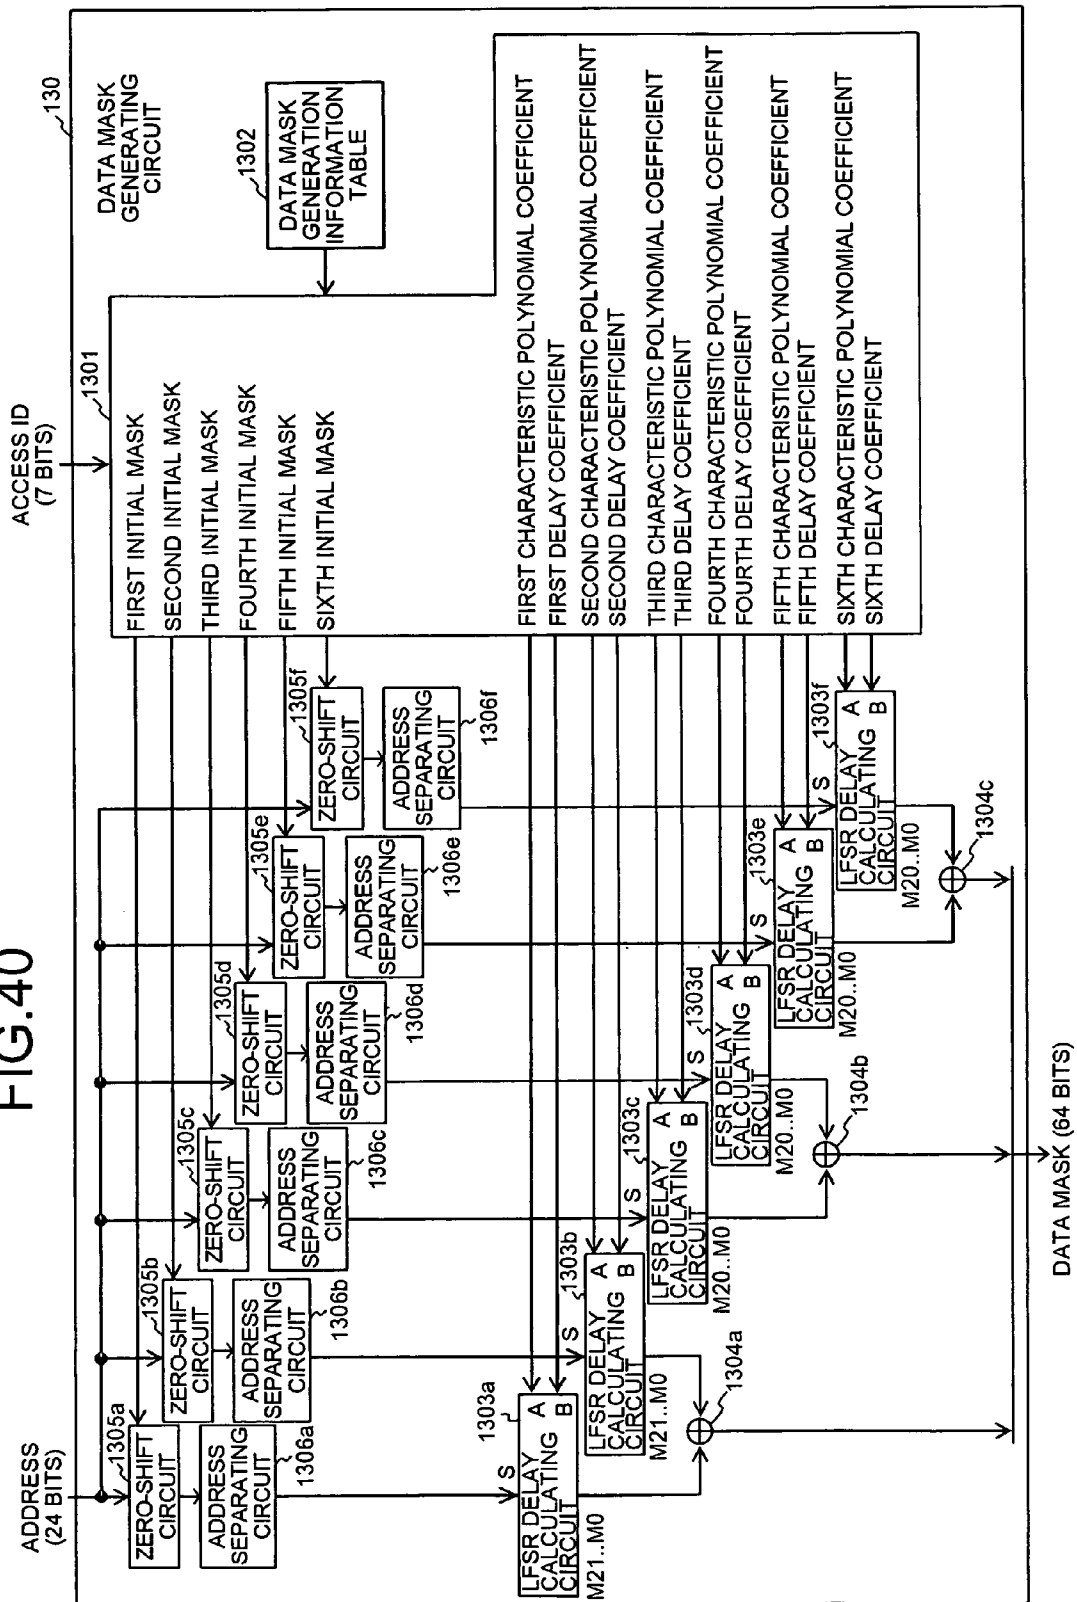 FIG.40
130
DATA MASK
GENERATING
CIRCUIT
ACCESS ID
(7 BITS)
1301
1302
DATA MASK
GENERATION
INFORMATION
TABLE
FIRST INITIAL MASK
SECOND INITIAL MASK
THIRD INITIAL MASK
FOURTH INITIAL MASK
FIFTH INITIAL MASK
SIXTH INITIAL MASK
FIRST CHARACTERISTIC POLYNOMIAL COEFFICIENT
FIRST DELAY COEFFICIENT
SECOND CHARACTERISTIC POLYNOMIAL COEFFICIENT
SECOND DELAY COEFFICIENT
THIRD CHARACTERISTIC POLYNOMIAL COEFFICIENT
THIRD DELAY COEFFICIENT
FOURTH CHARACTERISTIC POLYNOMIAL COEFFICIENT
FOURTH DELAY COEFFICIENT
FIFTH CHARACTERISTIC POLYNOMIAL COEFFICIENT
FIFTH DELAY COEFFICIENT
SIXTH CHARACTERISTIC POLYNOMIAL COEFFICIENT
SIXTH DELAY COEFFICIENT
ADDRESS
(24 BITS)
1305a
ZERO-SHIFT
CIRCUIT
1306a
ADDRESS
SEPARATING
CIRCUIT
1305b
ZERO-SHIFT
CIRCUIT
1306b
ADDRESS
SEPARATING
CIRCUIT
1305c
ZERO-SHIFT
CIRCUIT
1306c
ADDRESS
SEPARATING
CIRCUIT
1305d
ZERO-SHIFT
CIRCUIT
1306d
ADDRESS
SEPARATING
CIRCUIT
1305e
ZERO-SHIFT
CIRCUIT
1306e
ADDRESS
SEPARATING
CIRCUIT
1305f
ZERO-SHIFT
CIRCUIT
1306f
ADDRESS
SEPARATING
CIRCUIT
1303a
S
A
B
LFSR DELAY
CALCULATING
CIRCUIT
M21..M0
1303b
S
A
B
LFSR DELAY
CALCULATING
CIRCUIT
M21..M0
1304a
1303c
S
A
B
LFSR DELAY
CALCULATING
CIRCUIT
M20..M0
1303d
S
A
B
LFSR DELAY
CALCULATING
CIRCUIT
M20..M0
1304b
1303e
S
A
B
LFSR DELAY
CALCULATING
CIRCUIT
M20..M0
1303f
S
A
B
LFSR DELAY
CALCULATING
CIRCUIT
M20..M0
1304c
DATA MASK (64 BITS)